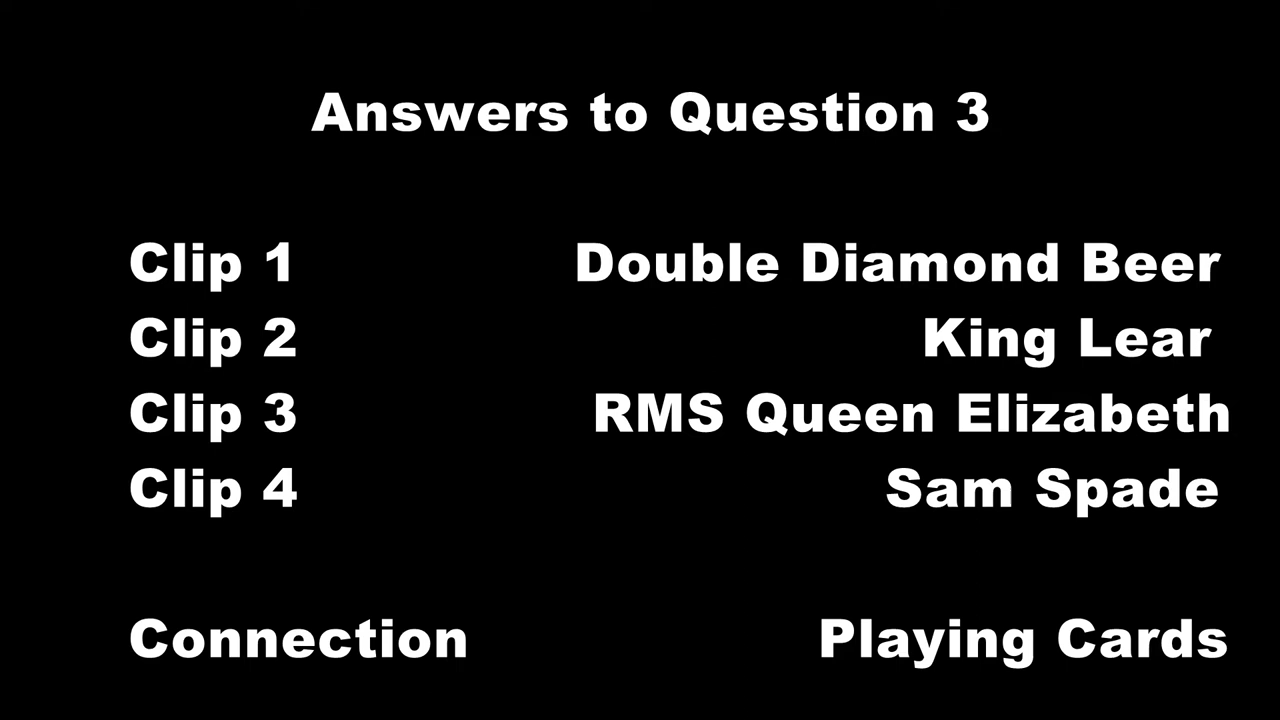 Answers to Question 3
Clip 1 Double Diamond Beer
Clip 2 King Lear
Clip 3 RMS Queen Elizabeth
Clip 4 Sam Spade
Connection Playing Cards